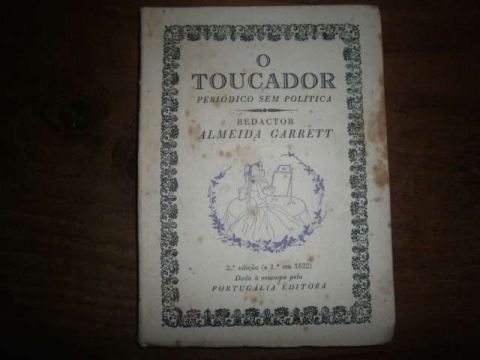 O
TOUCADOR
PERIÓDICO SEM POLÍTICA
REDACTOR
ALMEIDA GARRETT
2.ª edição (a 1.ª em 1822)
Dada à estampa pela
PORTUGÁLIA EDITORA